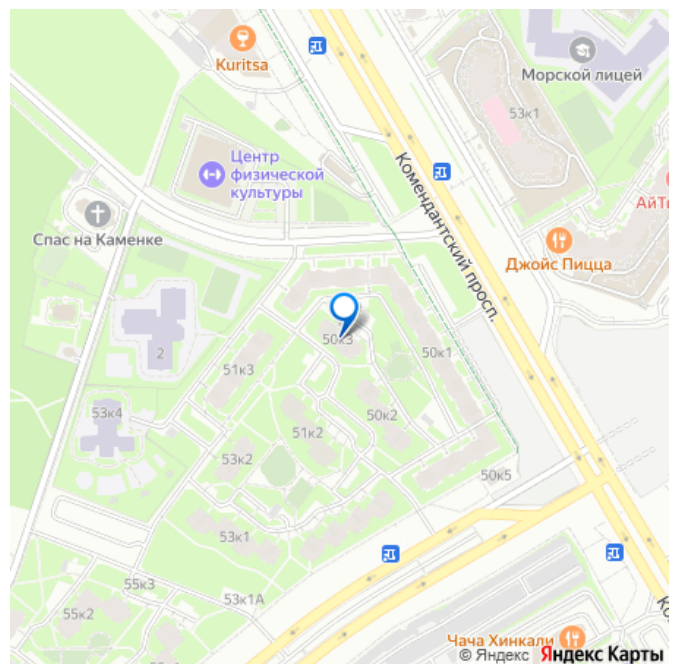 Kuritsa
Морской лицей
53к1
Центр
физической
культуры
Комендантский просп.
Спас на Каменке
Джойс Пицца
50к3
2
51к3
50к1
53к4
50к2
51к2
53к2
50к5
53к1
55к3
53к1А
55к2
Чача Хинкали
© Яндекс Яндекс Карты